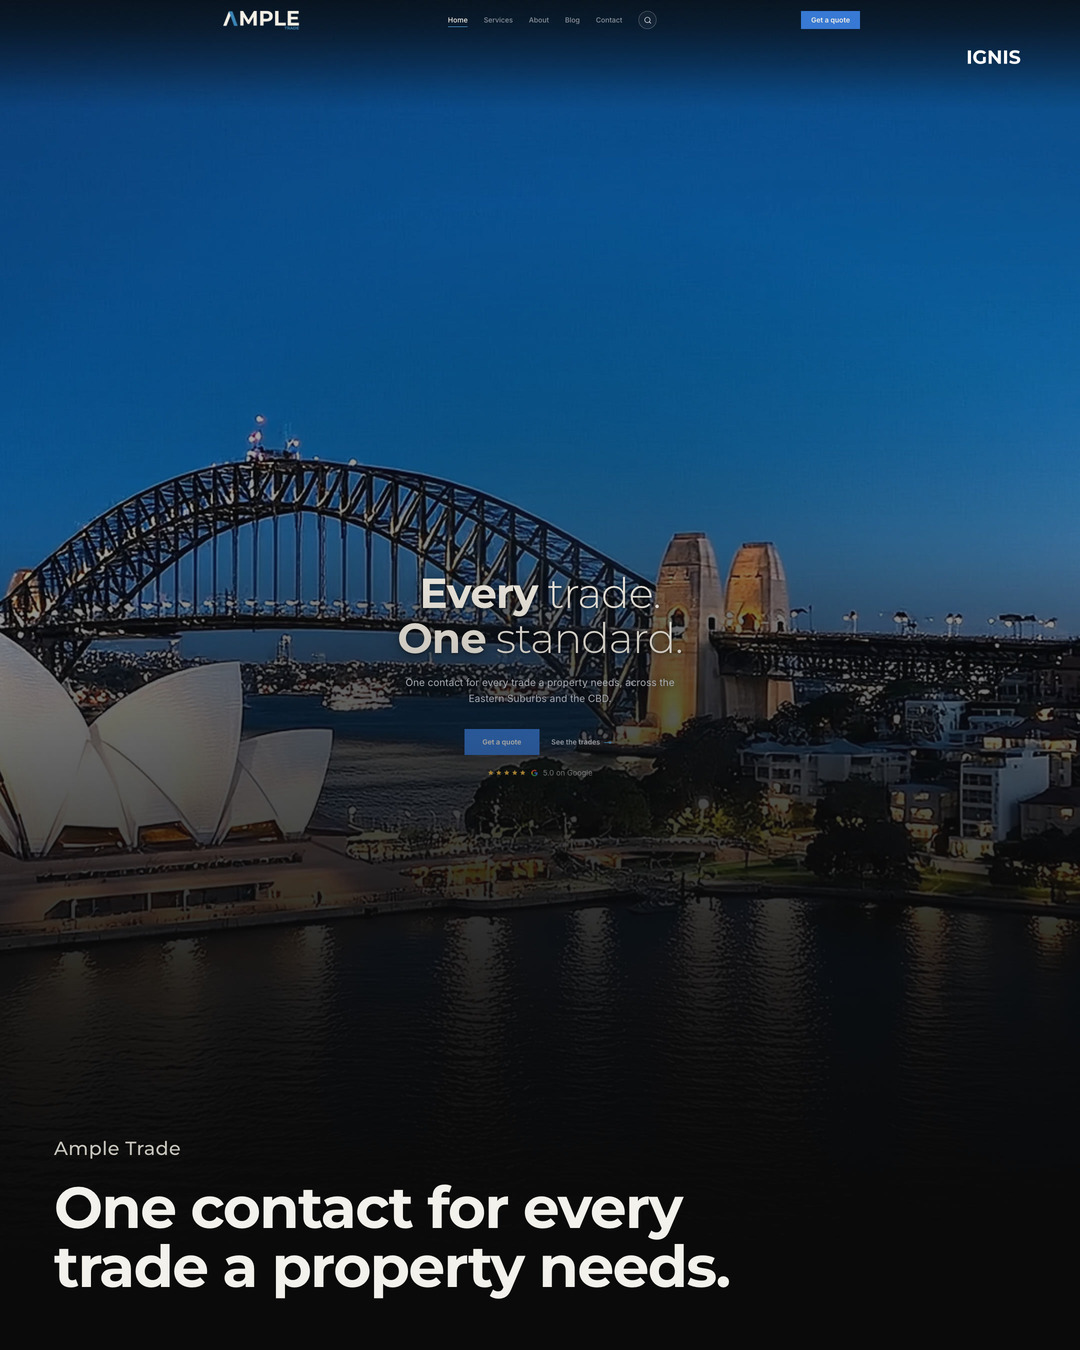 AMPLE
TRADE
Home Services About Blog Contact
Get a quote
IGNIS
Every trade.
One standard.
One contact for every trade a property needs, across the
Eastern Suburbs and the CBD.
Get a quote
See the trades →
★★★★★ G 5.0 on Google
Ample Trade
One contact for every
trade a property needs.